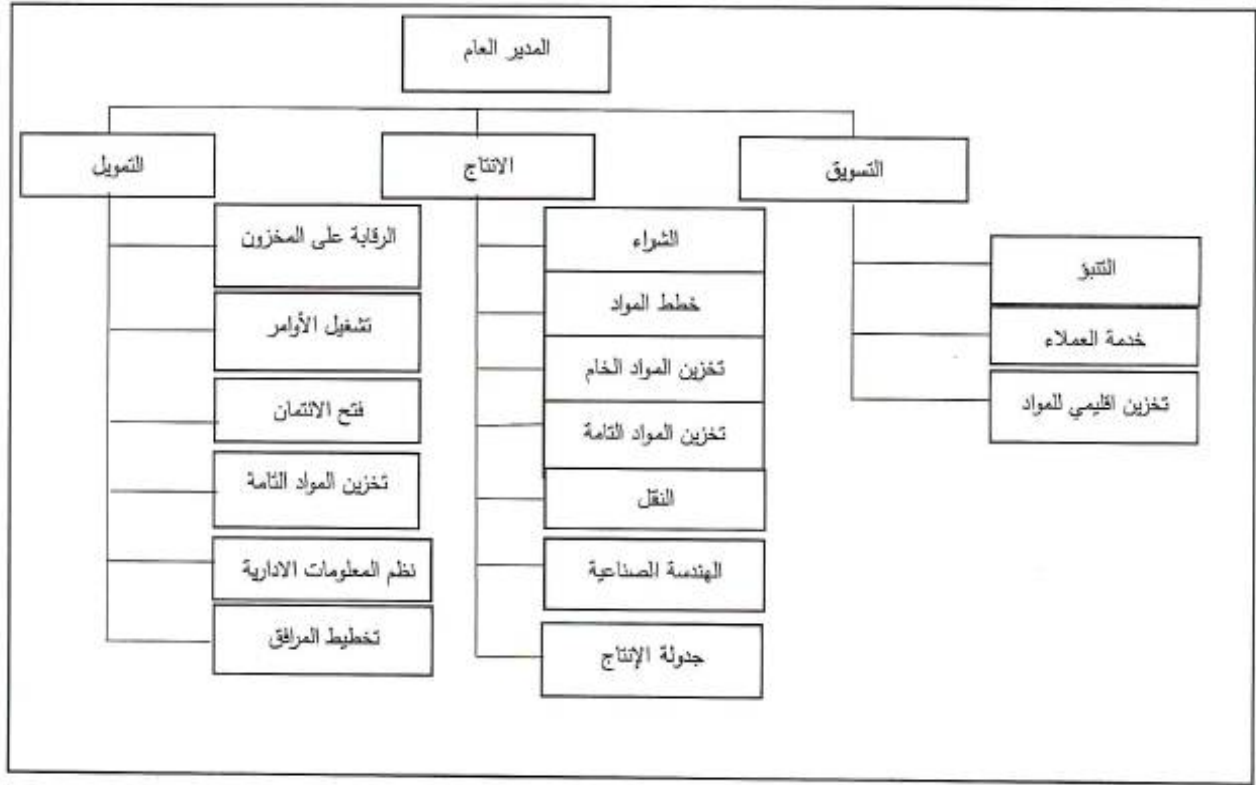 المدير العام
التسويق
الانتاج
التمويل
التنبؤ
خدمة العملاء
تخزين اقليمي للمواد
الشراء
خطط المواد
تخزين المواد الخام
تخزين المواد التامة
النقل
الهندسة الصناعية
جدولة الإنتاج
الرقابة على المخزون
تشغيل الأوامر
فتح الائتمان
تخزين المواد التامة
نظم المعلومات الادارية
تخطيط المرافق